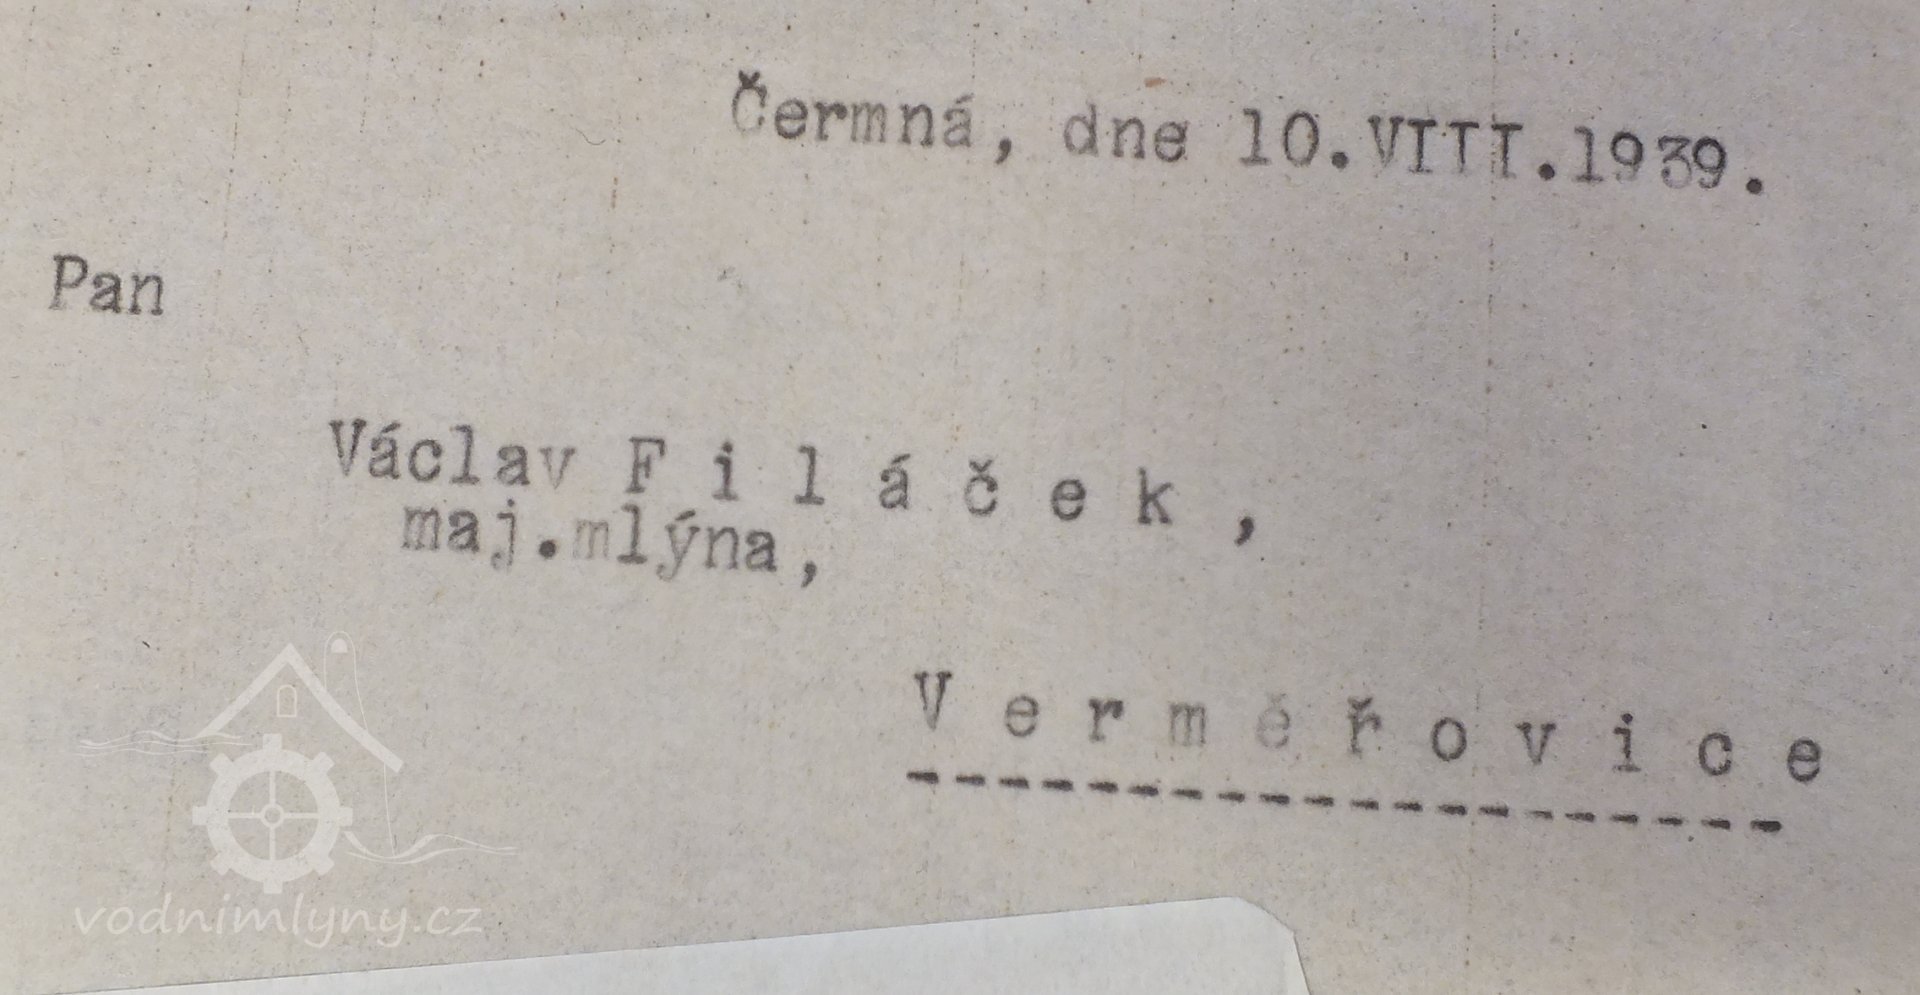 Čermná, dne 10.VIII.1939.
Pan
Václav F i l á č e k ,
maj.mlýna,
V e r m ě ř o v i c e
-------------------
vodnimlyny.cz